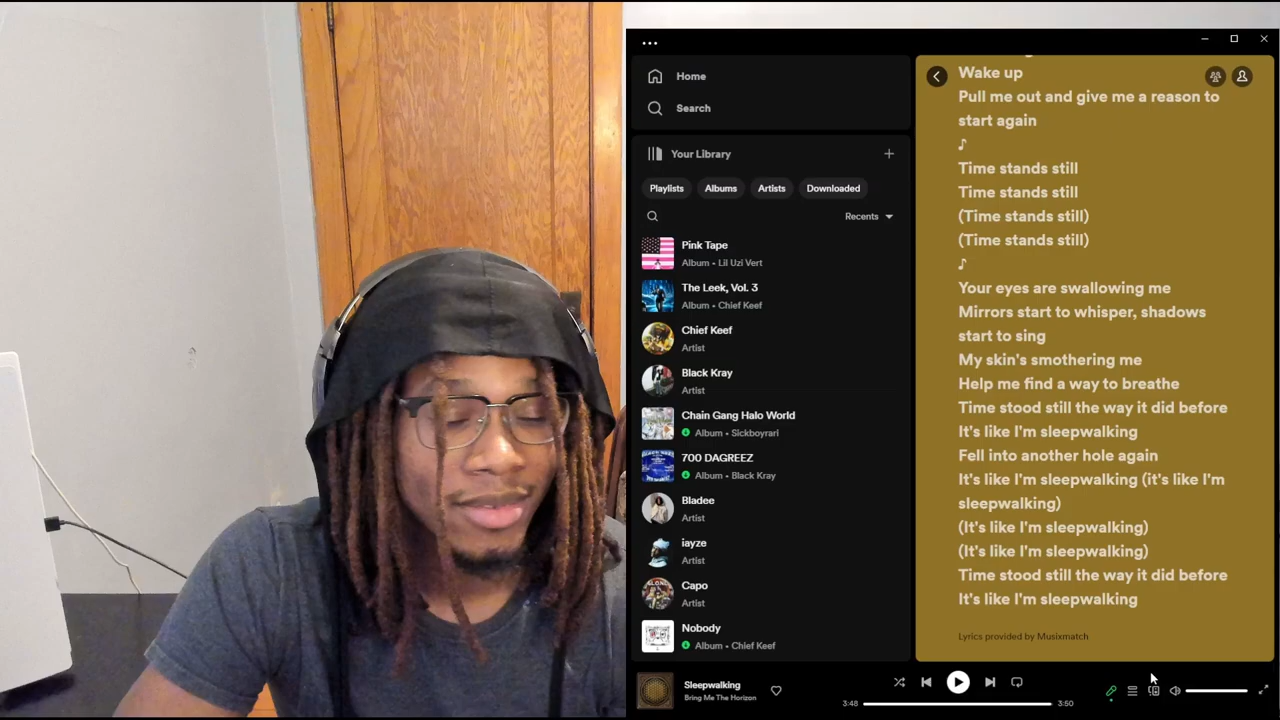 Home
Search
Your Library
Playlists
Albums
Artists
Downloaded
Recents
Pink Tape
Album • Lil Uzi Vert
The Leek, Vol. 3
Album • Chief Keef
Chief Keef
Artist
Black Kray
Artist
Chain Gang Halo World
Album • Sickboyrari
700 DAGREEZ
Album • Black Kray
Bladee
Artist
iayze
Artist
Capo
Artist
Nobody
Album • Chief Keef
Wake up
Pull me out and give me a reason to
start again
♪
Time stands still
Time stands still
(Time stands still)
(Time stands still)
♪
Your eyes are swallowing me
Mirrors start to whisper, shadows
start to sing
My skin's smothering me
Help me find a way to breathe
Time stood still the way it did before
It's like I'm sleepwalking
Fell into another hole again
It's like I'm sleepwalking (it's like I'm
sleepwalking)
(It's like I'm sleepwalking)
(It's like I'm sleepwalking)
Time stood still the way it did before
It's like I'm sleepwalking
Lyrics provided by Musixmatch
Sleepwalking
Bring Me The Horizon
3:48
3:50